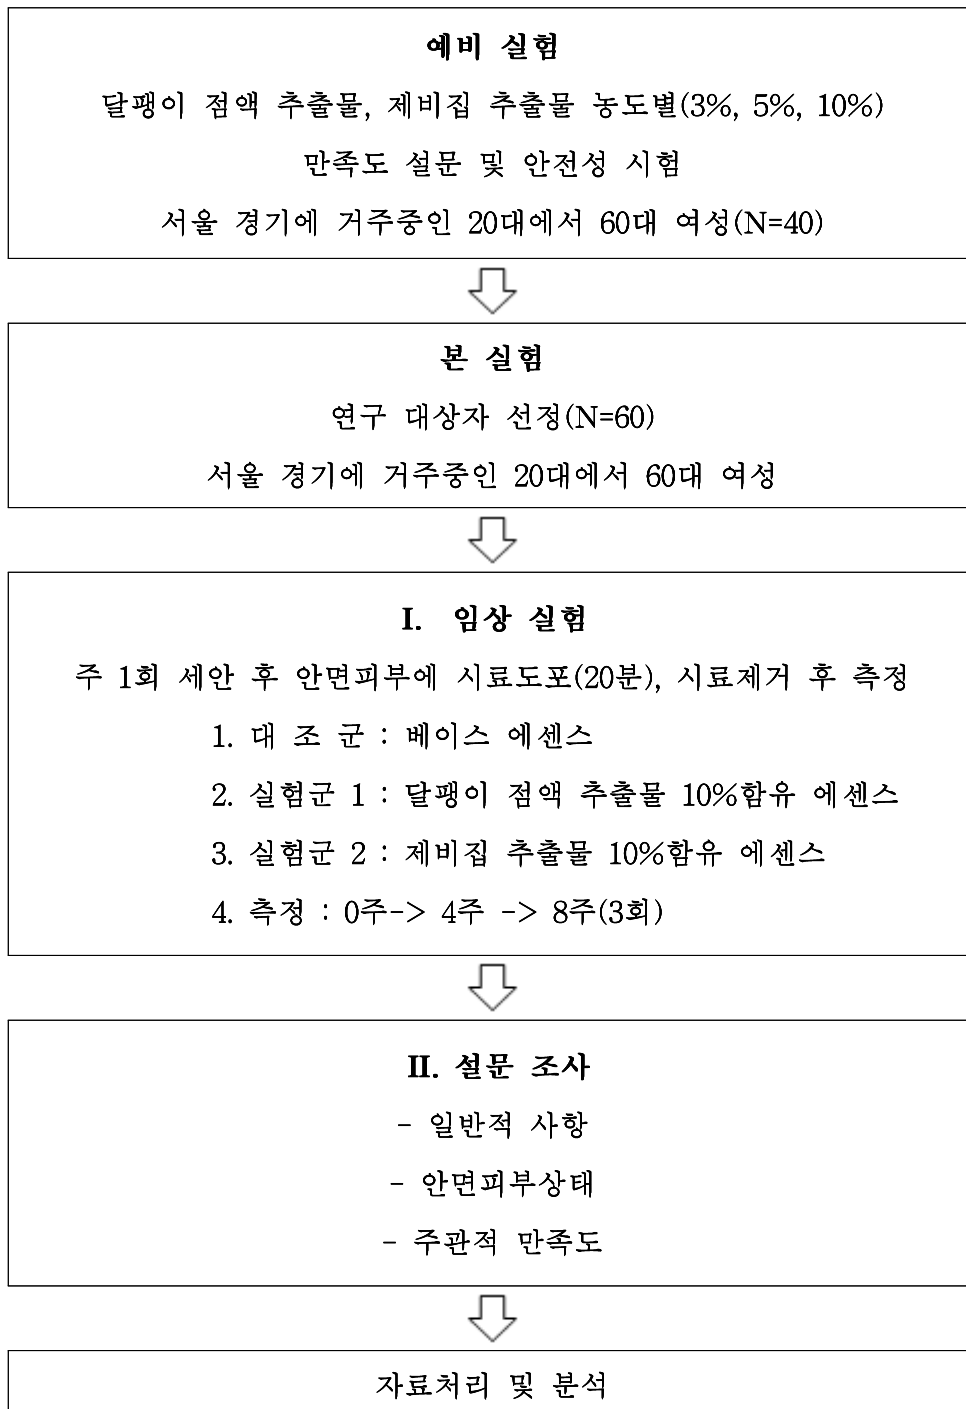 예비 실험
달팽이 점액 추출물, 제비집 추출물 농도별(3%, 5%, 10%)
만족도 설문 및 안전성 시험
서울 경기에 거주중인 20대에서 60대 여성(N=40)
본 실험
연구 대상자 선정(N=60)
서울 경기에 거주중인 20대에서 60대 여성
I. 임상 실험
주 1회 세안 후 안면피부에 시료도포(20분), 시료제거 후 측정
1. 대 조 군 : 베이스 에센스
2. 실험군 1 : 달팽이 점액 추출물 10%함유 에센스
3. 실험군 2 : 제비집 추출물 10%함유 에센스
4. 측정 : 0주-> 4주 -> 8주(3회)
II. 설문 조사
- 일반적 사항
- 안면피부상태
- 주관적 만족도
자료처리 및 분석